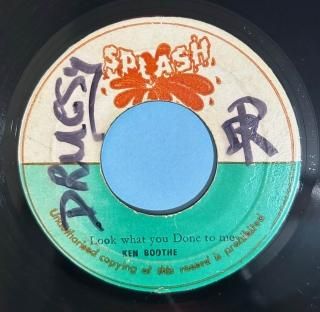 SPLASH
DRUGSY
R
Look what you Done to me
KEN BOOTHE
Unauthorised copying of this record is prohibited